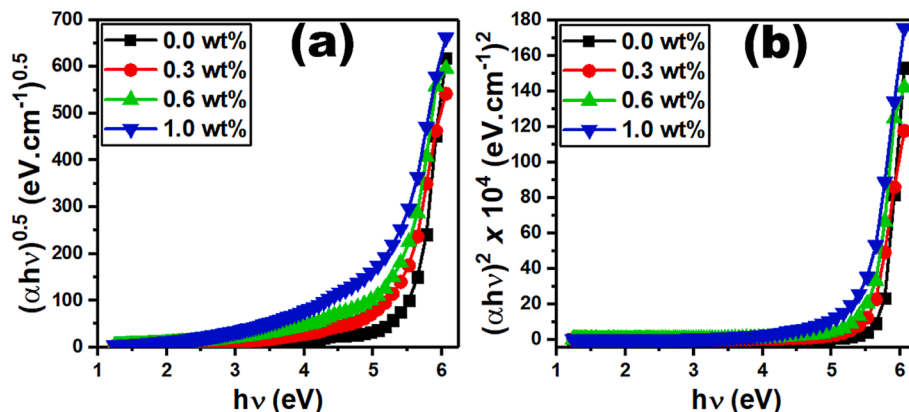 (a)
0.0 wt%
0.3 wt%
0.6 wt%
1.0 wt%
(αhν)^0.5 (eV.cm⁻¹)^0.5
700
600
500
400
300
200
100
0
1 2 3 4 5 6
hν (eV)
(b)
0.0 wt%
0.3 wt%
0.6 wt%
1.0 wt%
(αhν)² x 10⁴ (eV.cm⁻¹)²
180
160
140
120
100
80
60
40
20
0
1 2 3 4 5 6
hν (eV)